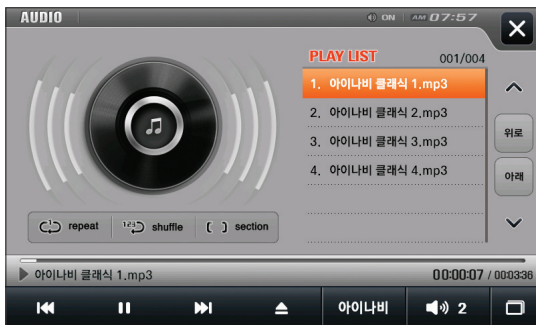 AUDIO
ON AM 07:57
PLAY LIST 001/004
1. 아이나비 클래식 1.mp3
2. 아이나비 클래식 2.mp3
3. 아이나비 클래식 3.mp3
4. 아이나비 클래식 4.mp3
위로
아래
repeat 123 shuffle [ ] section
아이나비 클래식 1.mp3 00:00:07 / 00:03:36
아이나비 2